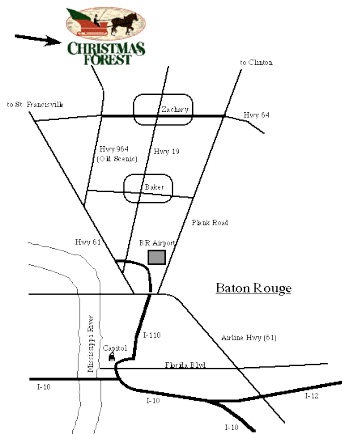 CHRISTMAS
FOREST
to Clinton
to St. Francisville
Zachary
Hwy 64
Hwy 964
(Old Scenic)
Hwy 19
Baker
Plank Road
Hwy 61
BR Airport
Baton Rouge
Mississippi River
I-110
Airline Hwy (61)
Capitol
Florida Blvd
I-10
I-10
I-12
I-10